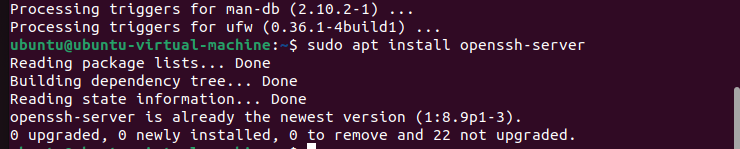 Processing triggers for man-db (2.10.2-1) ...
Processing triggers for ufw (0.36.1-4build1) ...
ubuntu@ubuntu-virtual-machine:~$ sudo apt install openssh-server
Reading package lists... Done
Building dependency tree... Done
Reading state information... Done
openssh-server is already the newest version (1:8.9p1-3).
0 upgraded, 0 newly installed, 0 to remove and 22 not upgraded.